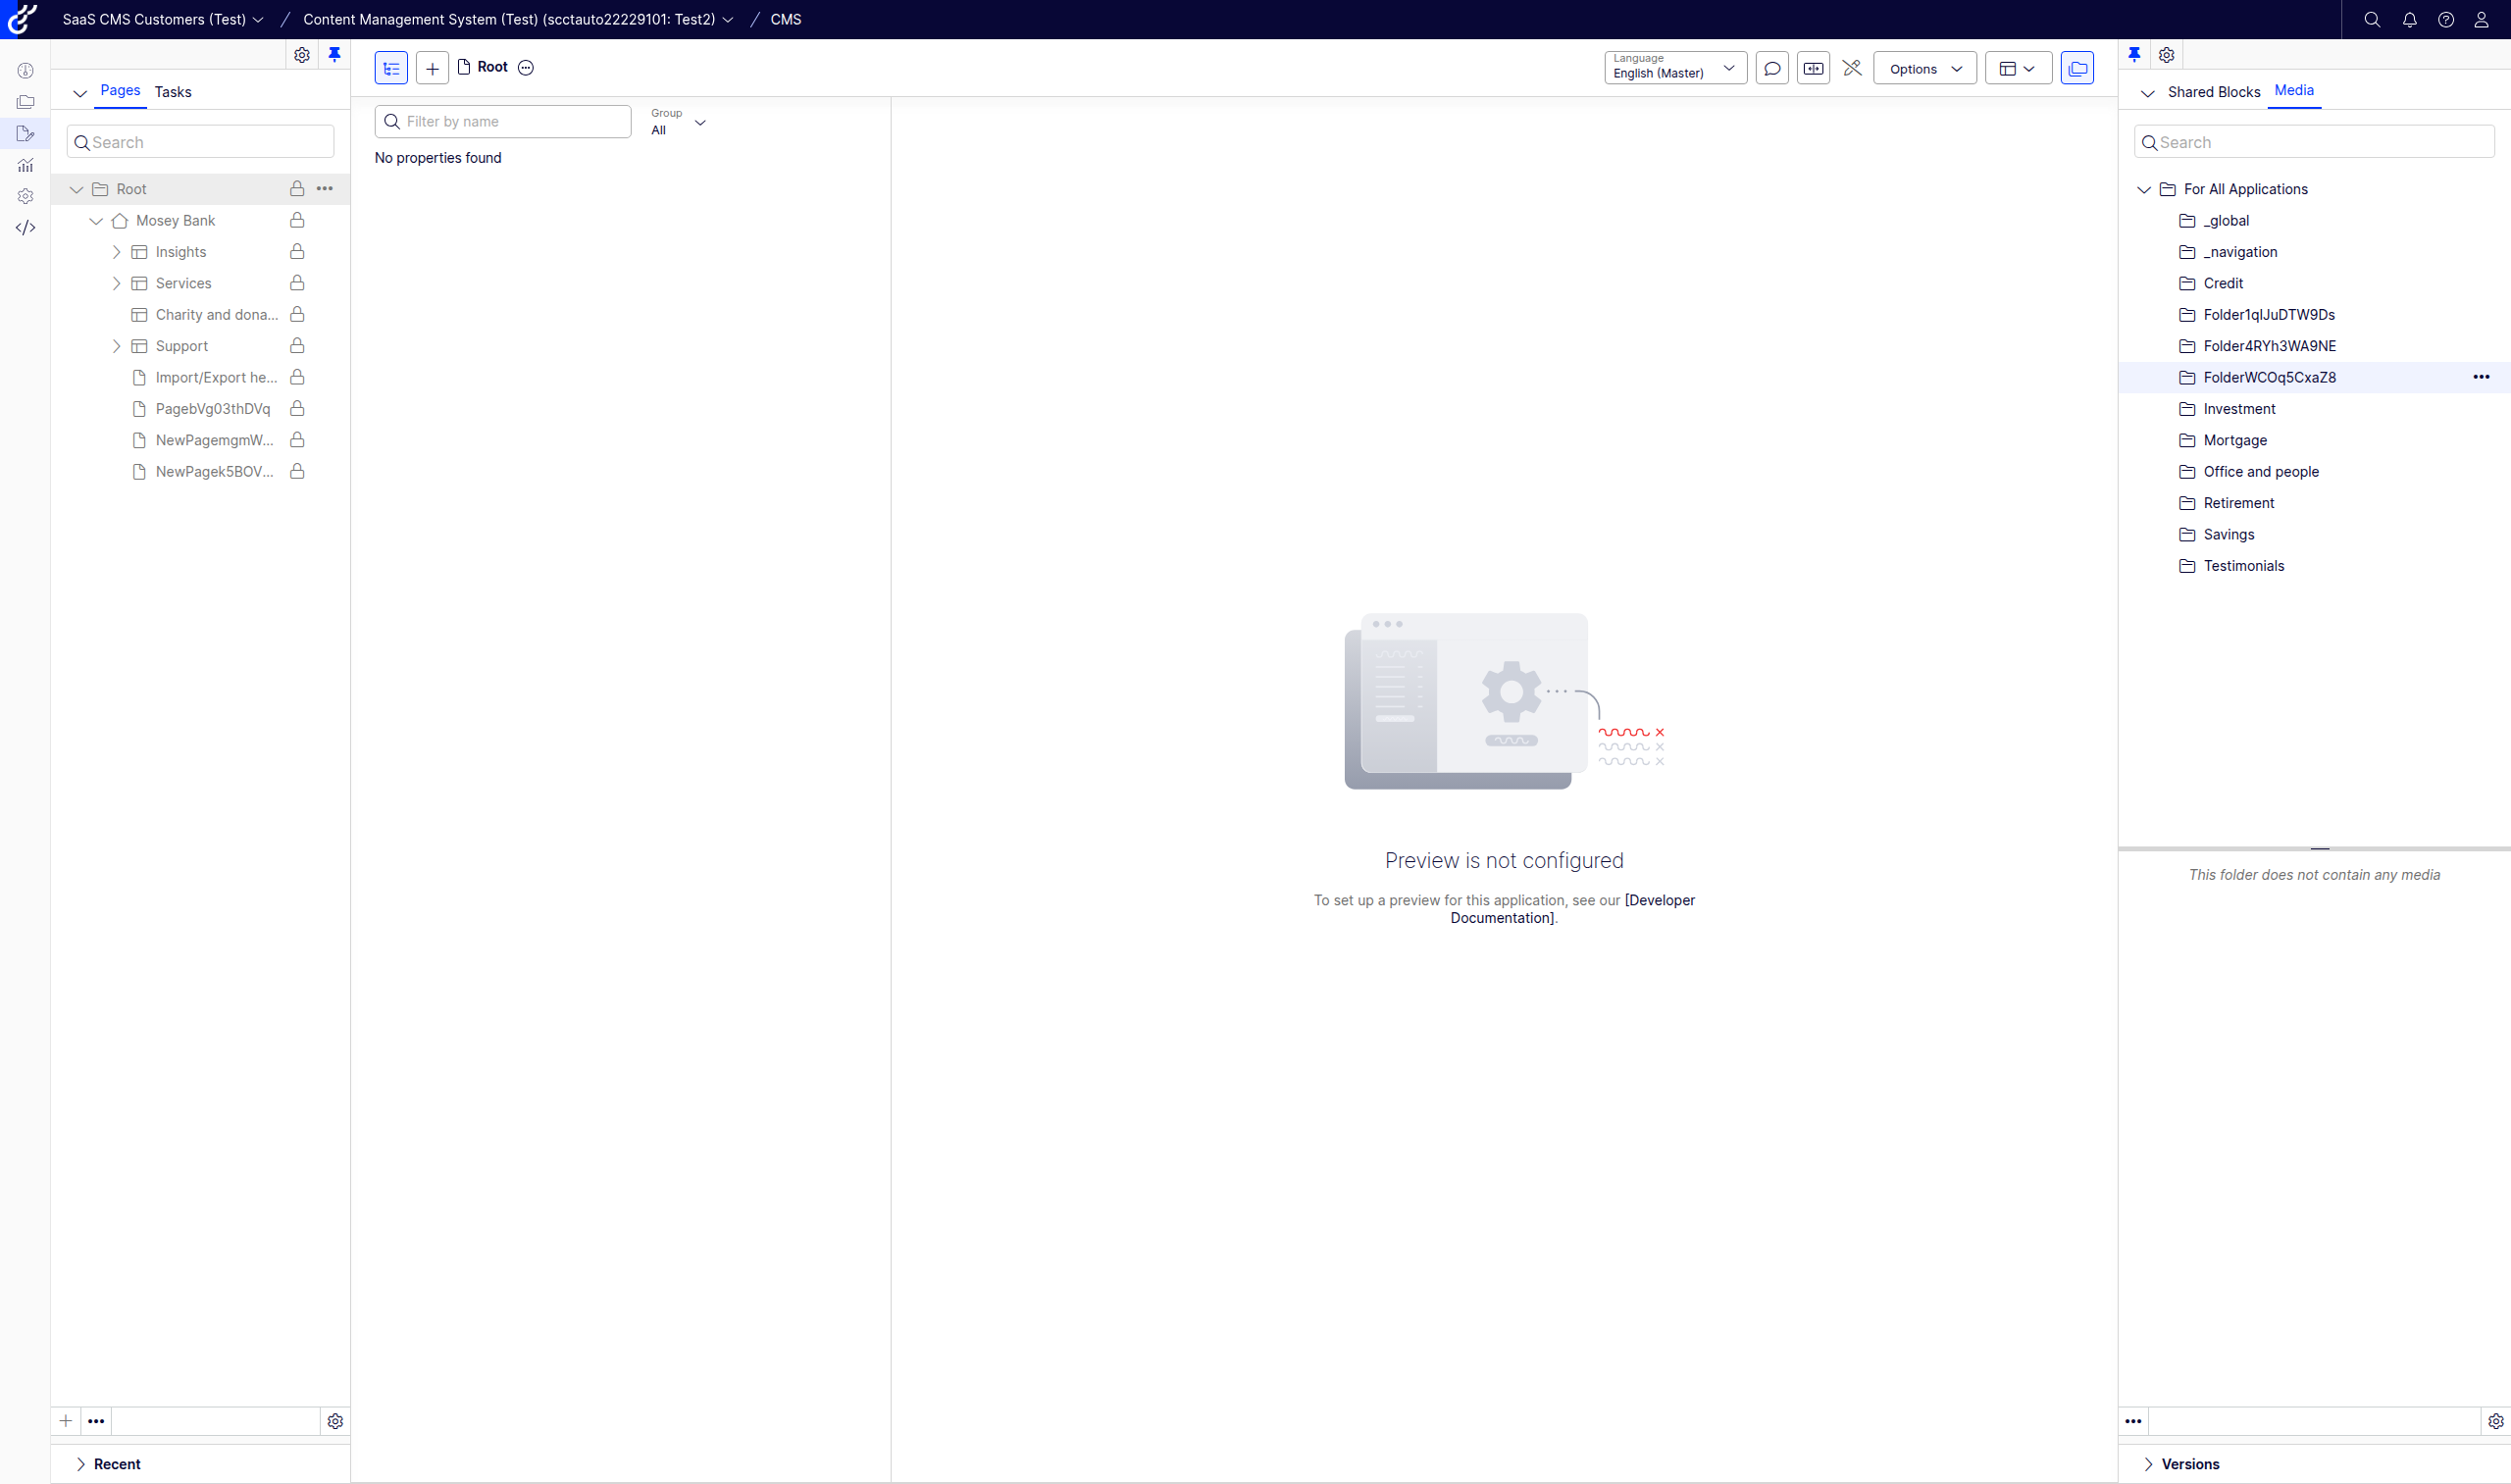 SaaS CMS Customers (Test) / Content Management System (Test) (scctauto22229101: Test2) / CMS
Pages Tasks
Search
Root
Mosey Bank
Insights
Services
Charity and dona...
Support
Import/Export he...
PagebVg03thDVq
NewPagemgmW...
NewPagek5BOV...
Recent
Root
Language
English (Master)
Options
Filter by name
Group
All
No properties found
Preview is not configured
To set up a preview for this application, see our [Developer
Documentation].
Shared Blocks Media
Search
For All Applications
_global
_navigation
Credit
Folder1qlJuDTW9Ds
Folder4RYh3WA9NE
FolderWCOq5CxaZ8
Investment
Mortgage
Office and people
Retirement
Savings
Testimonials
This folder does not contain any media
Versions